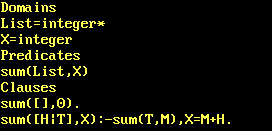 Domains
List=integer*
X=integer
Predicates
sum(List,X)
Clauses
sum([],0).
sum([H|T],X):-sum(T,M),X=M+H.